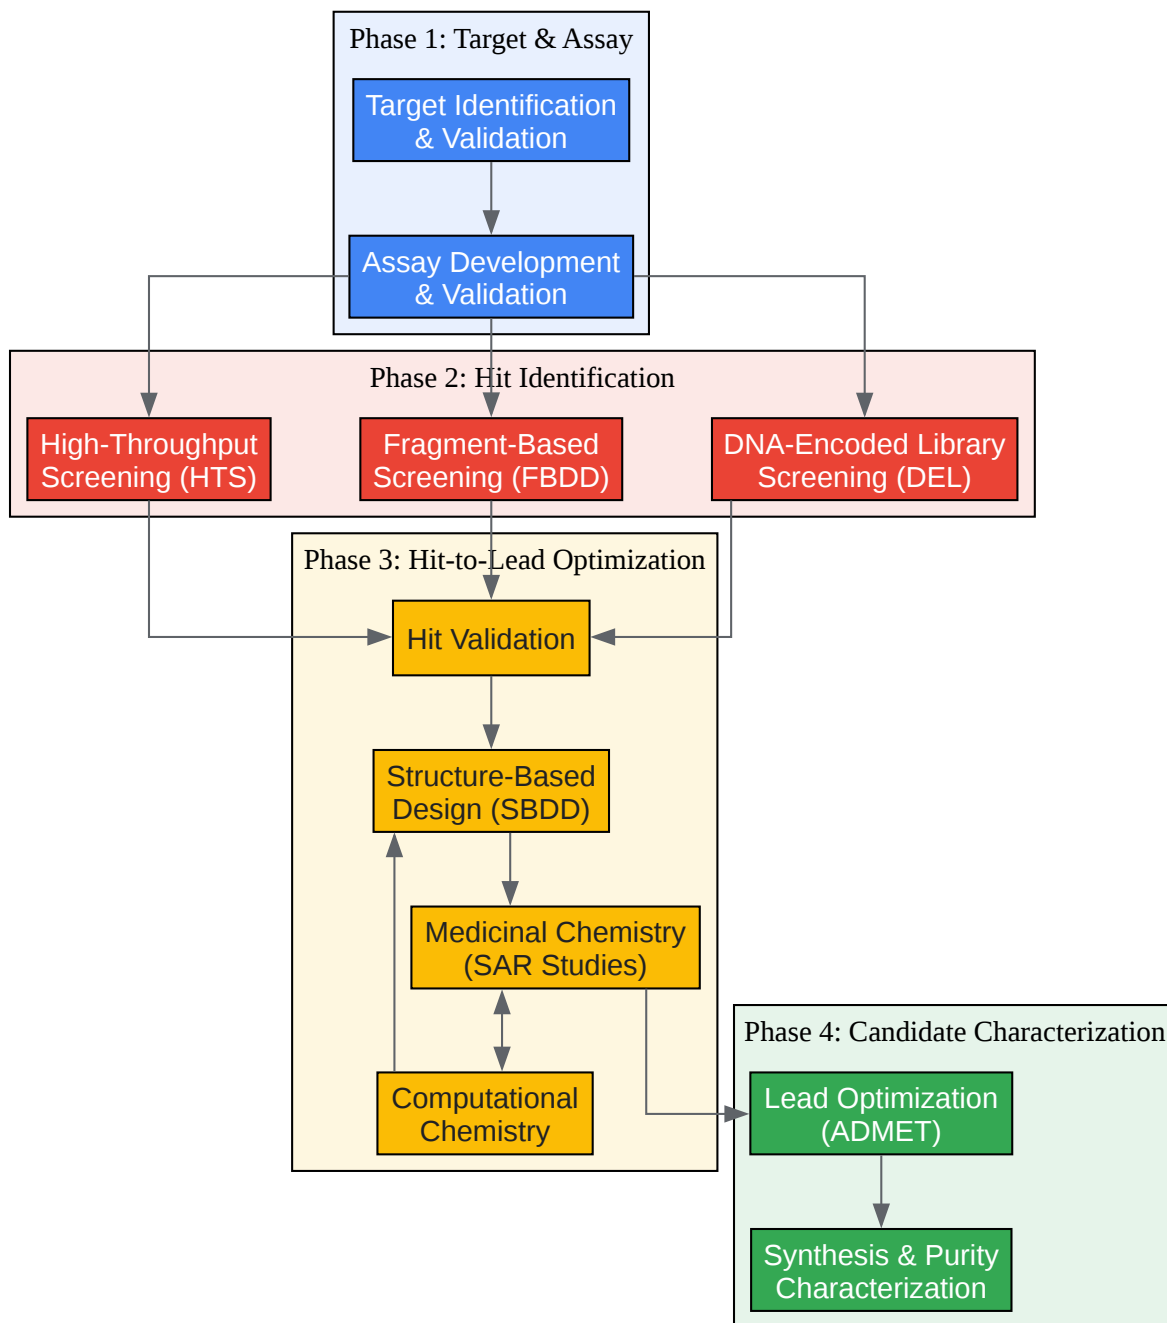 Phase 1: Target & Assay
Target Identification
& Validation
Assay Development
& Validation
Phase 2: Hit Identification
High-Throughput
Screening (HTS)
Fragment-Based
Screening (FBDD)
DNA-Encoded Library
Screening (DEL)
Phase 3: Hit-to-Lead Optimization
Hit Validation
Structure-Based
Design (SBDD)
Medicinal Chemistry
(SAR Studies)
Computational
Chemistry
Phase 4: Candidate Characterization
Lead Optimization
(ADMET)
Synthesis & Purity
Characterization